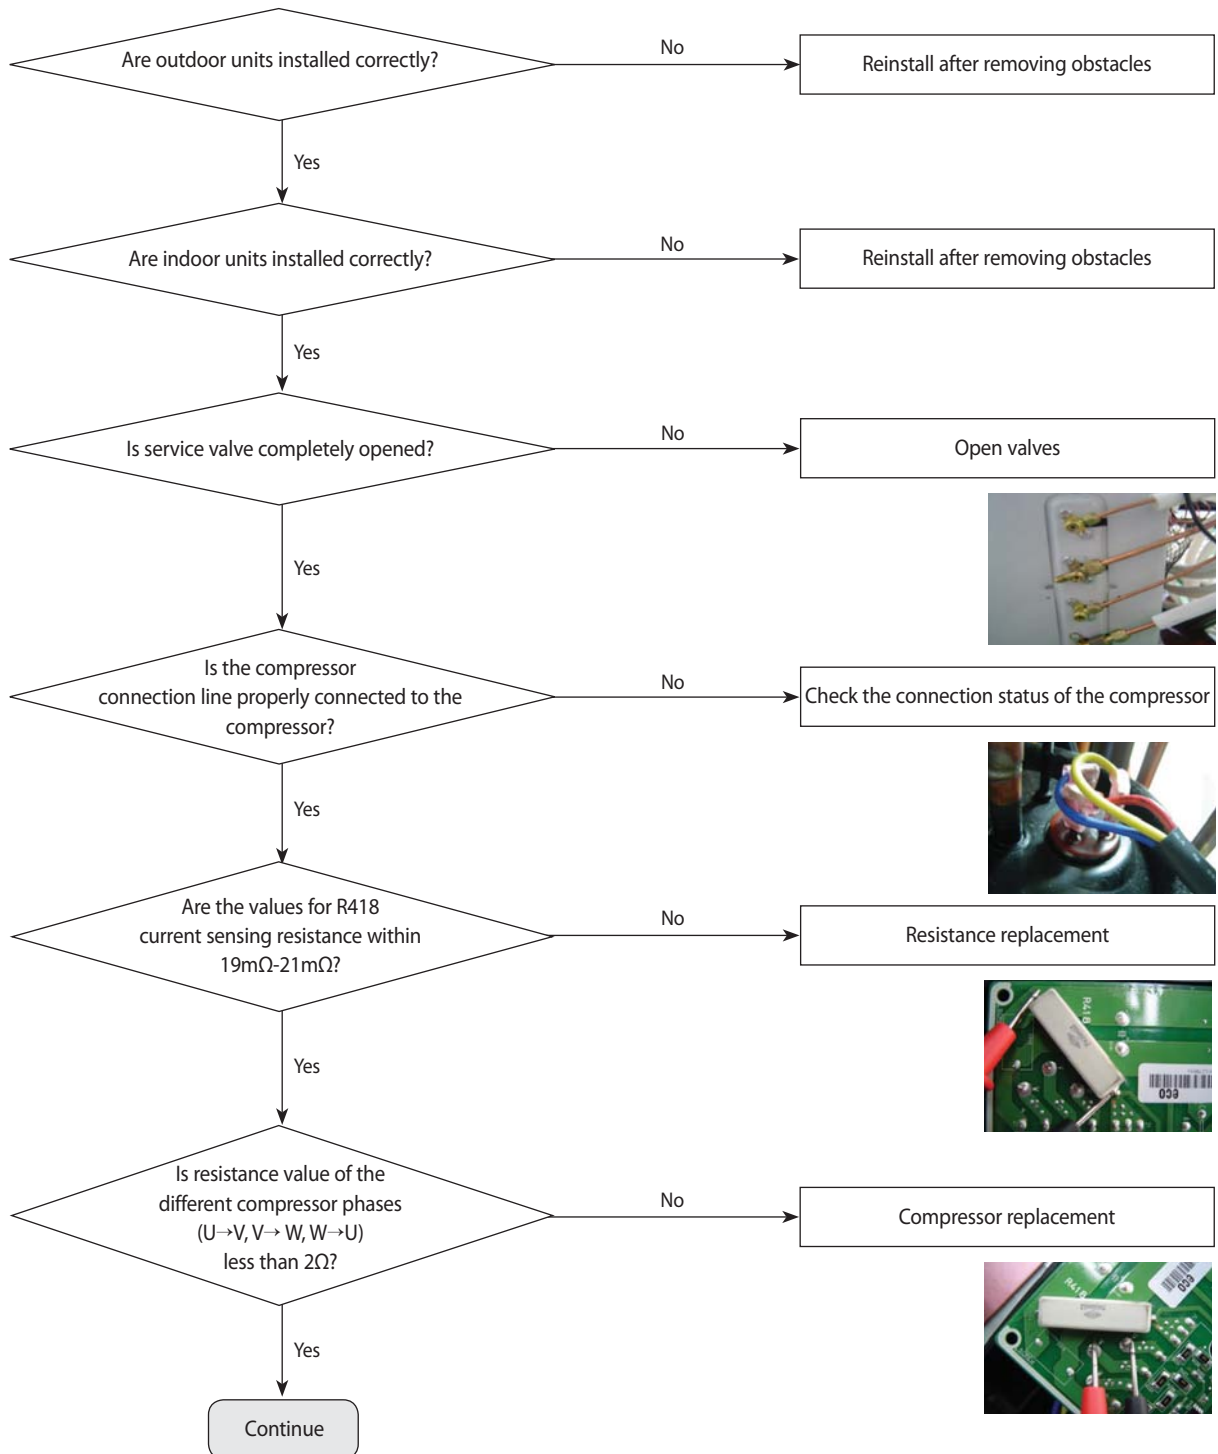 Are outdoor units installed correctly?
No
Reinstall after removing obstacles
Yes
Are indoor units installed correctly?
No
Reinstall after removing obstacles
Yes
Is service valve completely opened?
No
Open valves
Yes
Is the compressor
connection line properly connected to the
compressor?
No
Check the connection status of the compressor
Yes
Are the values for R418
current sensing resistance within
19mΩ-21mΩ?
No
Resistance replacement
R418
eco
Yes
Is resistance value of the
different compressor phases
(U→V, V→ W, W→U)
less than 2Ω?
No
Compressor replacement
R418
eco
Yes
Continue